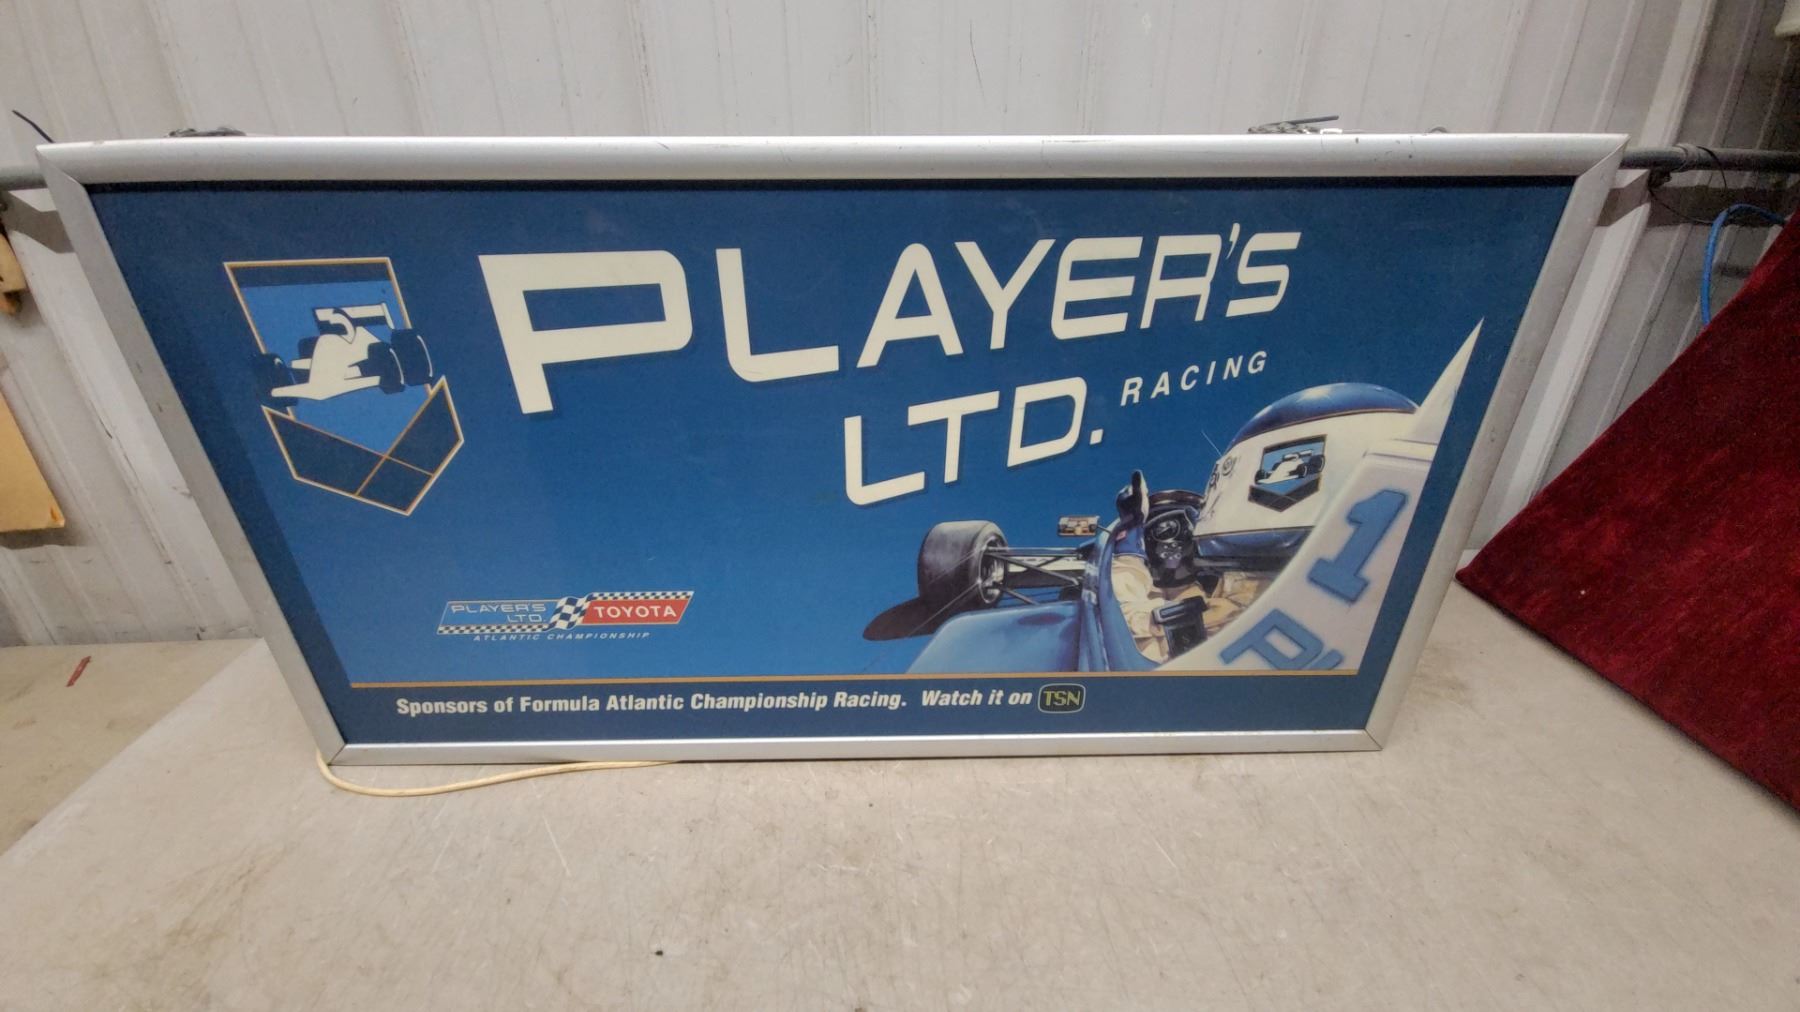 PLAYER'S
LTD. RACING
1
PL
PLAYER'S
LTD.
TOYOTA
ATLANTIC CHAMPIONSHIP
Sponsors of Formula Atlantic Championship Racing. Watch it on TSN